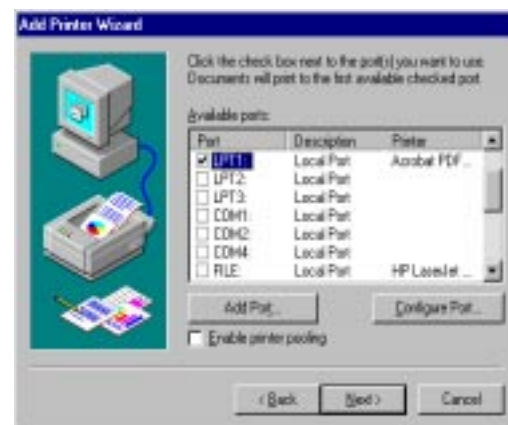 Add Printer Wizard
Click the check box next to the port(s) you want to use.
Documents will print to the first available checked port.
Available ports:
Port Description Printer
LPT1: Local Port Acrobat PDF...
LPT2: Local Port
LPT3: Local Port
COM1: Local Port
COM2: Local Port
COM4: Local Port
FILE: Local Port HP LaserJet ...
Add Port...
Configure Port...
Enable printer pooling
< Back
Next >
Cancel